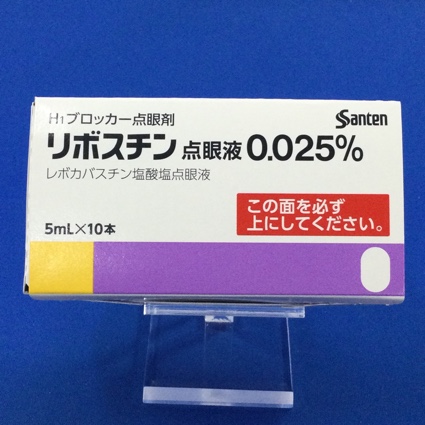 H₁ブロッカー点眼剤
Santen
リボスチン 点眼液 0.025%
レボカバスチン塩酸塩点眼液
この面を必ず
上にしてください。
5mL×10本